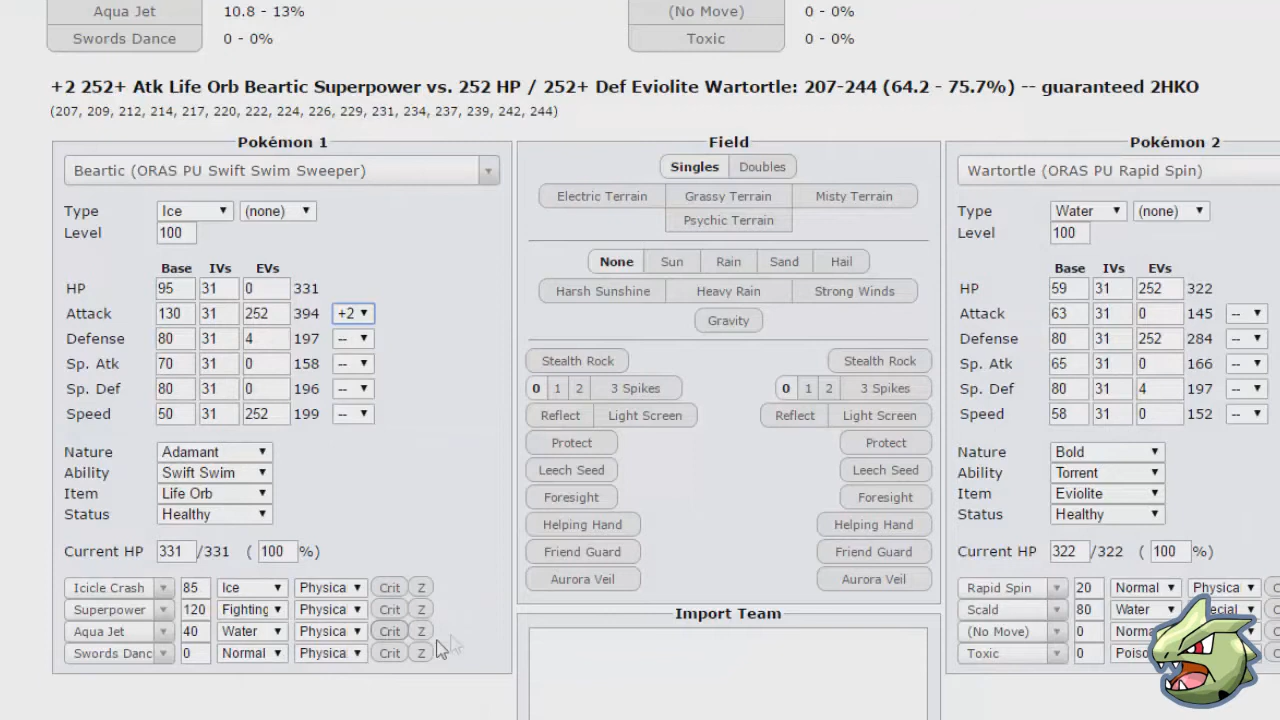 Aqua Jet 10.8 - 13% (No Move) 0 - 0%
Swords Dance 0 - 0% Toxic 0 - 0%
+2 252+ Atk Life Orb Beartic Superpower vs. 252 HP / 252+ Def Eviolite Wartortle: 207-244 (64.2 - 75.7%) -- guaranteed 2HKO
(207, 209, 212, 214, 217, 220, 222, 224, 226, 229, 231, 234, 237, 239, 242, 244)
Pokémon 1
Beartic (ORAS PU Swift Swim Sweeper)
Type Ice (none)
Level 100
Base IVs EVs
HP 95 31 0 331
Attack 130 31 252 394 +2
Defense 80 31 4 197 --
Sp. Atk 70 31 0 158 --
Sp. Def 80 31 0 196 --
Speed 50 31 252 199 --
Nature Adamant
Ability Swift Swim
Item Life Orb
Status Healthy
Current HP 331 /331 ( 100 %)
Icicle Crash 85 Ice Physica Crit Z
Superpower 120 Fighting Physica Crit Z
Aqua Jet 40 Water Physica Crit Z
Swords Danc 0 Normal Physica Crit Z
Field
Singles Doubles
Electric Terrain Grassy Terrain Misty Terrain
Psychic Terrain
None Sun Rain Sand Hail
Harsh Sunshine Heavy Rain Strong Winds
Gravity
Stealth Rock Stealth Rock
0 1 2 3 Spikes 0 1 2 3 Spikes
Reflect Light Screen Reflect Light Screen
Protect Protect
Leech Seed Leech Seed
Foresight Foresight
Helping Hand Helping Hand
Friend Guard Friend Guard
Aurora Veil Aurora Veil
Import Team
Pokémon 2
Wartortle (ORAS PU Rapid Spin)
Type Water (none)
Level 100
Base IVs EVs
HP 59 31 252 322
Attack 63 31 0 145 --
Defense 80 31 252 284 --
Sp. Atk 65 31 0 166 --
Sp. Def 80 31 4 197 --
Speed 58 31 0 152 --
Nature Bold
Ability Torrent
Item Eviolite
Status Healthy
Current HP 322 /322 ( 100 %)
Rapid Spin 20 Normal Physica
Scald 80 Water
(No Move) 0
Toxic 0